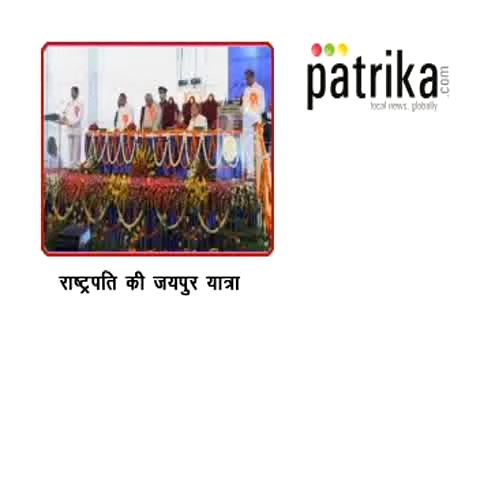 patrika.com
local news, globally
राष्ट्रपति की जयपुर यात्रा